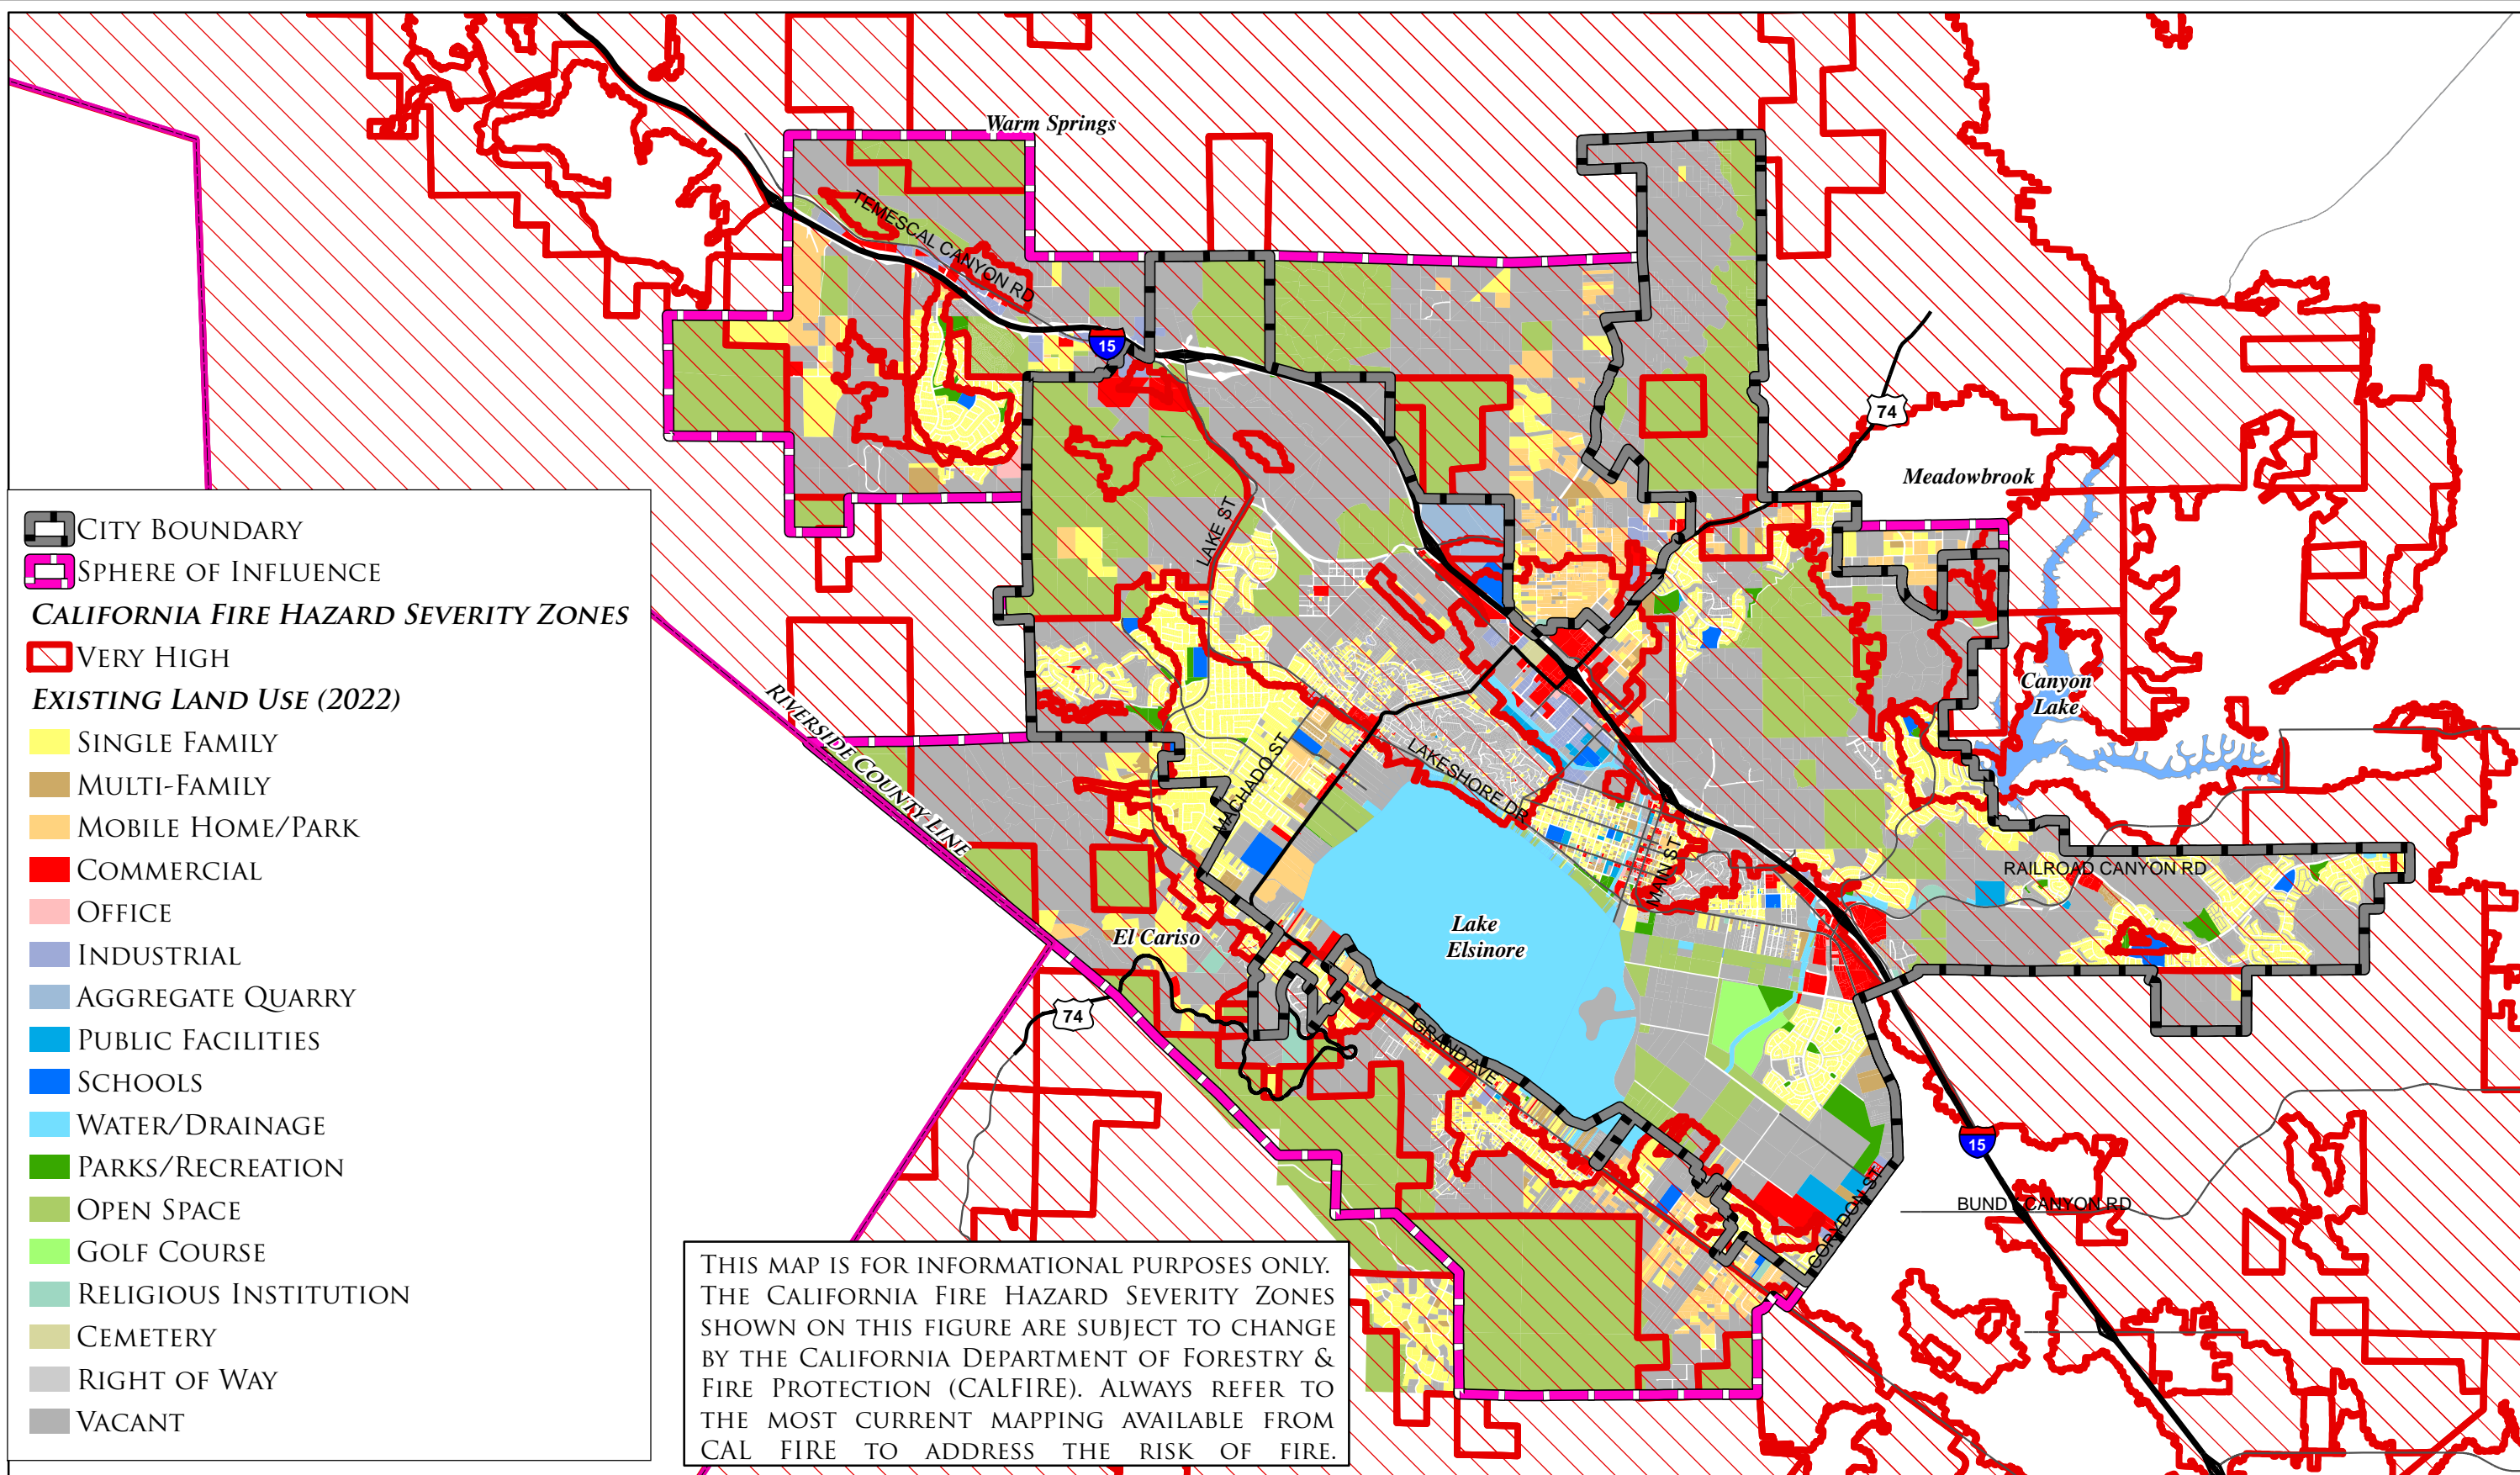 Warm Springs
TEMESCAL CANYON RD
15
74
Meadowbrook
LAKE ST
Canyon
Lake
RIVERSIDE COUNTY LINE
MACHADO ST
LAKESHORE DR
MAIN ST
RAILROAD CANYON RD
Lake
Elsinore
El Cariso
74
GRAND AVE
15
BUNDY CANYON RD
CORYDON ST
CITY BOUNDARY
SPHERE OF INFLUENCE
CALIFORNIA FIRE HAZARD SEVERITY ZONES
VERY HIGH
EXISTING LAND USE (2022)
SINGLE FAMILY
MULTI-FAMILY
MOBILE HOME/PARK
COMMERCIAL
OFFICE
INDUSTRIAL
AGGREGATE QUARRY
PUBLIC FACILITIES
SCHOOLS
WATER/DRAINAGE
PARKS/RECREATION
OPEN SPACE
GOLF COURSE
RELIGIOUS INSTITUTION
CEMETERY
RIGHT OF WAY
VACANT
THIS MAP IS FOR INFORMATIONAL PURPOSES ONLY.
THE CALIFORNIA FIRE HAZARD SEVERITY ZONES
SHOWN ON THIS FIGURE ARE SUBJECT TO CHANGE
BY THE CALIFORNIA DEPARTMENT OF FORESTRY &
FIRE PROTECTION (CALFIRE). ALWAYS REFER TO
THE MOST CURRENT MAPPING AVAILABLE FROM
CAL FIRE TO ADDRESS THE RISK OF FIRE.